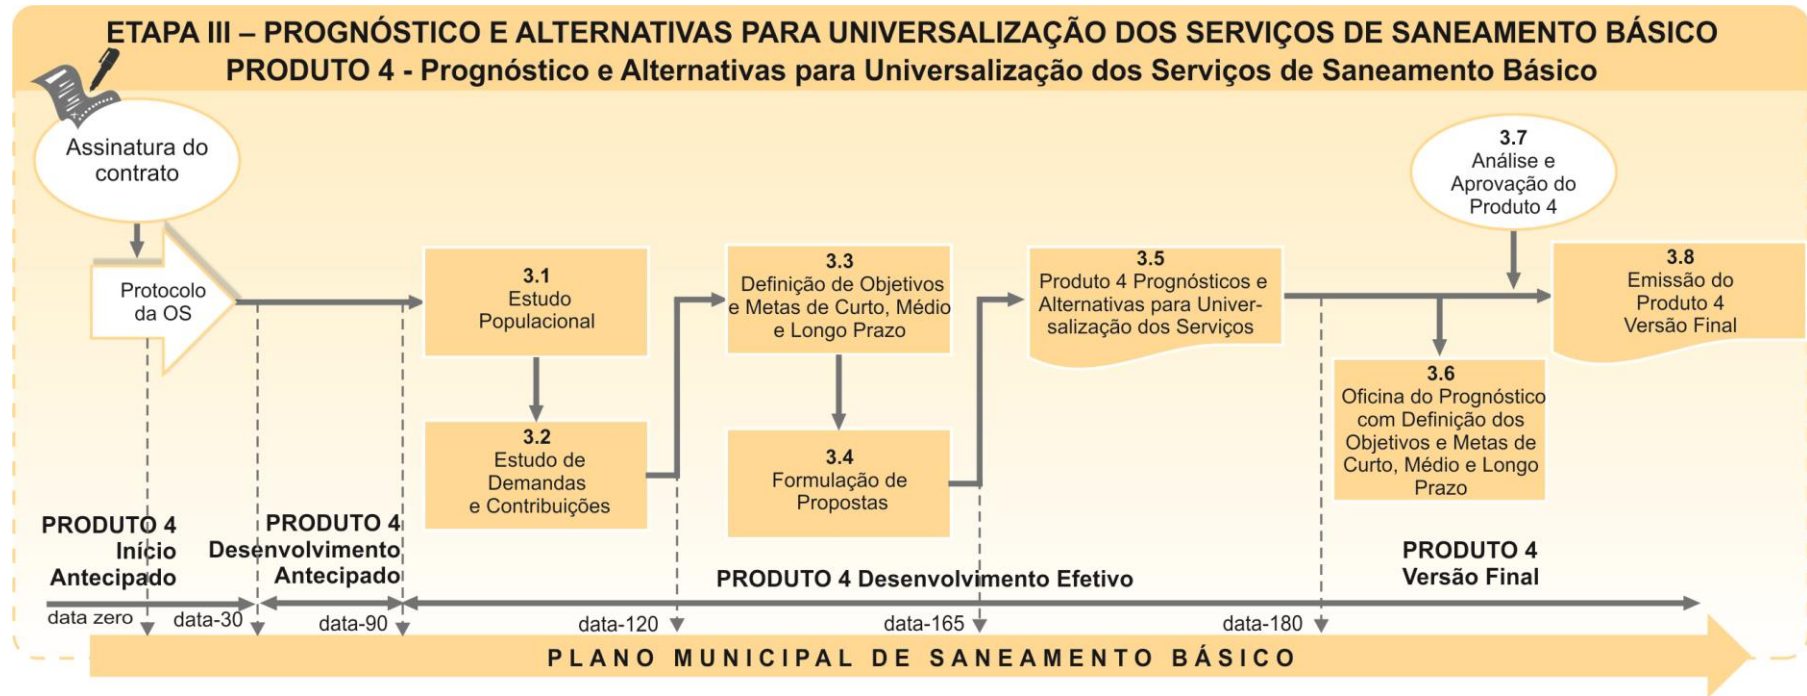 ETAPA III – PROGNÓSTICO E ALTERNATIVAS PARA UNIVERSALIZAÇÃO DOS SERVIÇOS DE SANEAMENTO BÁSICO
PRODUTO 4 - Prognóstico e Alternativas para Universalização dos Serviços de Saneamento Básico
Assinatura do
contrato
Protocolo
da OS
3.1
Estudo
Populacional
3.2
Estudo de
Demandas
e Contribuições
3.3
Definição de Objetivos
e Metas de Curto, Médio
e Longo Prazo
3.4
Formulação de
Propostas
3.5
Produto 4 Prognósticos e
Alternativas para Univer-
salização dos Serviços
3.6
Oficina do Prognóstico
com Definição dos
Objetivos e Metas de
Curto, Médio e Longo
Prazo
3.7
Análise e
Aprovação do
Produto 4
3.8
Emissão do
Produto 4
Versão Final
PRODUTO 4
Início
Antecipado
PRODUTO 4
Desenvolvimento
Antecipado
PRODUTO 4 Desenvolvimento Efetivo
PRODUTO 4
Versão Final
data zero
data-30
data-90
data-120
data-165
data-180
PLANO MUNICIPAL DE SANEAMENTO BÁSICO